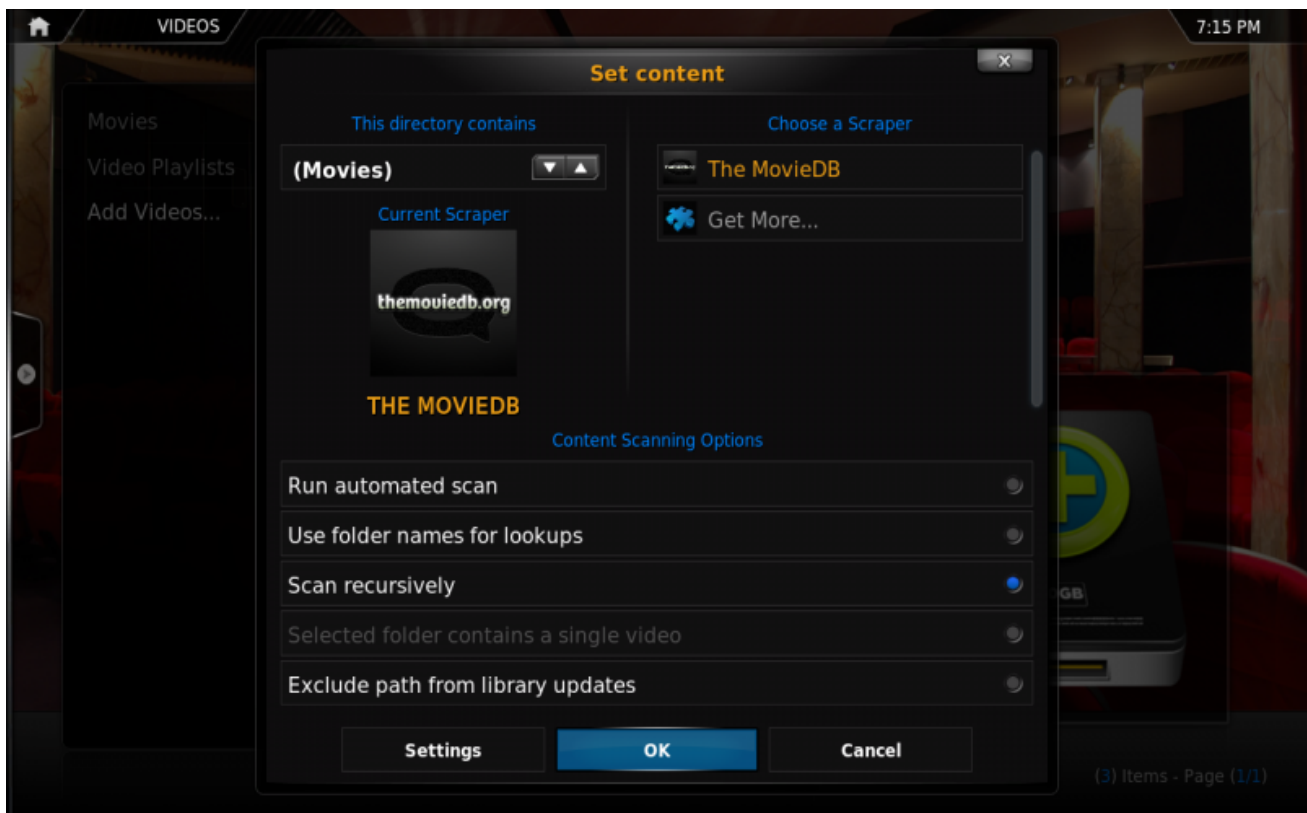 VIDEOS
7:15 PM
Set content
X
Movies
Video Playlists
Add Videos...
This directory contains
(Movies)
Current Scraper
themoviedb.org
THE MOVIEDB
Choose a Scraper
The MovieDB
Get More...
Content Scanning Options
Run automated scan
Use folder names for lookups
Scan recursively
Selected folder contains a single video
Exclude path from library updates
Settings
OK
Cancel
GB
(3) Items - Page (1/1)